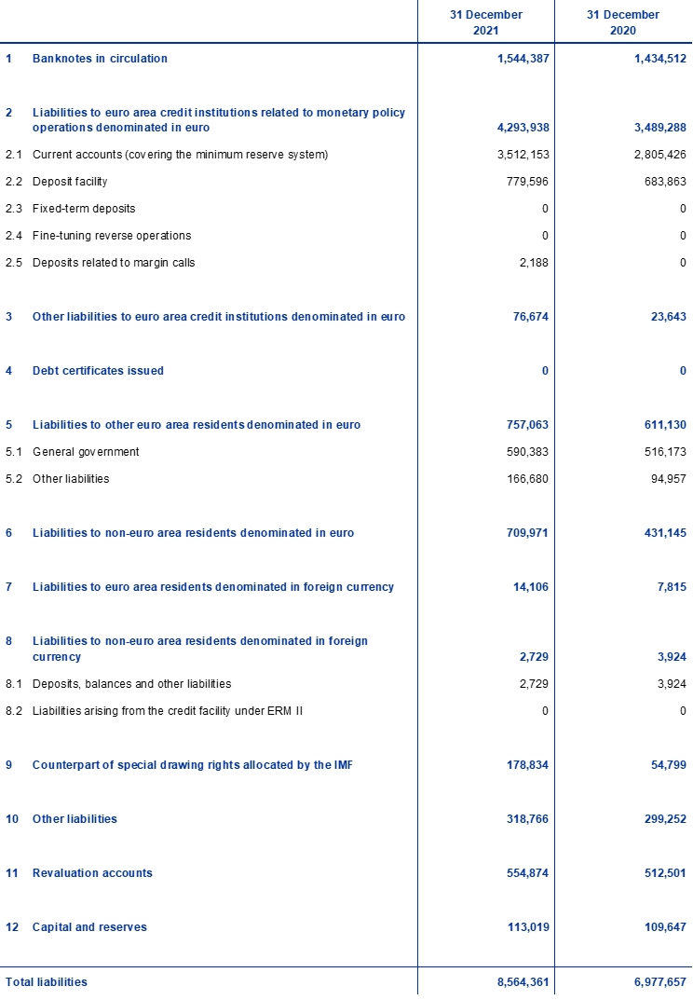 31 December 31 December
2021 2020
1 Banknotes in circulation 1,544,387 1,434,512
2 Liabilities to euro area credit institutions related to monetary policy
operations denominated in euro 4,293,938 3,489,288
2.1 Current accounts (covering the minimum reserve system) 3,512,153 2,805,426
2.2 Deposit facility 779,596 683,863
2.3 Fixed-term deposits 0 0
2.4 Fine-tuning reverse operations 0 0
2.5 Deposits related to margin calls 2,188 0
3 Other liabilities to euro area credit institutions denominated in euro 76,674 23,643
4 Debt certificates issued 0 0
5 Liabilities to other euro area residents denominated in euro 757,063 611,130
5.1 General government 590,383 516,173
5.2 Other liabilities 166,680 94,957
6 Liabilities to non-euro area residents denominated in euro 709,971 431,145
7 Liabilities to euro area residents denominated in foreign currency 14,106 7,815
8 Liabilities to non-euro area residents denominated in foreign
currency 2,729 3,924
8.1 Deposits, balances and other liabilities 2,729 3,924
8.2 Liabilities arising from the credit facility under ERM II 0 0
9 Counterpart of special drawing rights allocated by the IMF 178,834 54,799
10 Other liabilities 318,766 299,252
11 Revaluation accounts 554,874 512,501
12 Capital and reserves 113,019 109,647
Total liabilities 8,564,361 6,977,657